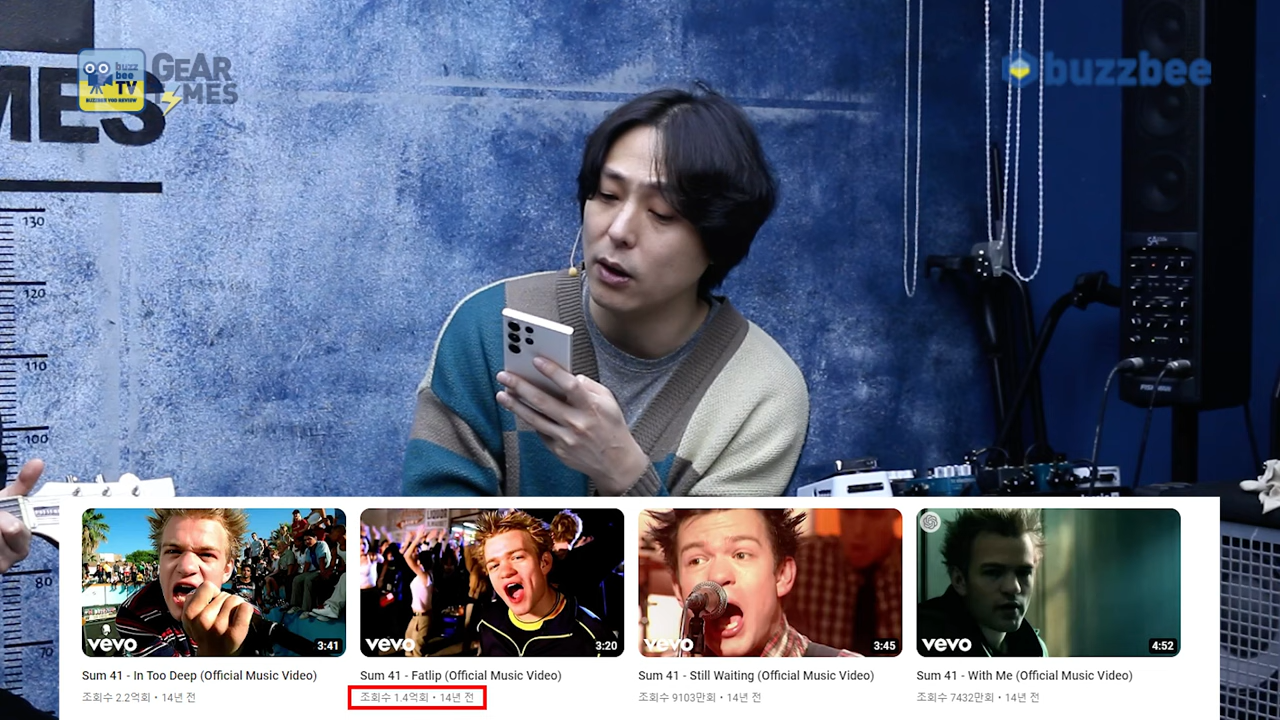 buzz
bee
TV
BUZZBEE VOD REVIEW
GEAR
TIMES
buzzbee
MES
130
120
110
100
80
70
vevo
3:41
vevo
3:20
vevo
3:45
vevo
4:52
Sum 41 - In Too Deep (Official Music Video)
Sum 41 - Fatlip (Official Music Video)
Sum 41 - Still Waiting (Official Music Video)
Sum 41 - With Me (Official Music Video)
조회수 2.2억회 • 14년 전
조회수 1.4억회 • 14년 전
조회수 9103만회 • 14년 전
조회수 7432만회 • 14년 전